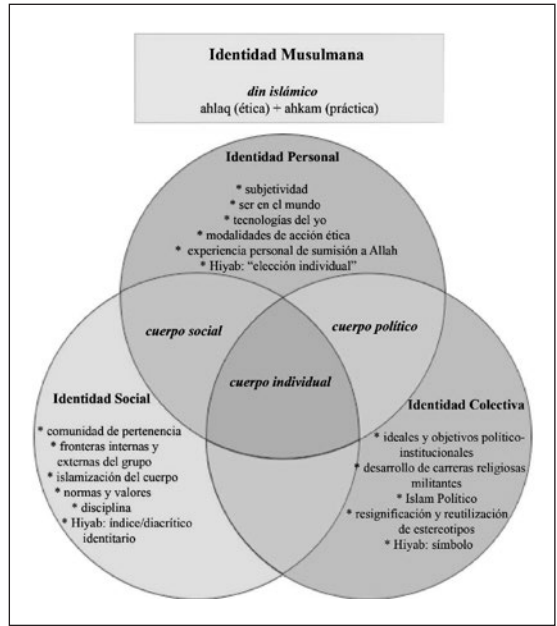 Identidad Musulmana
din islámico
ahlaq (ética) + ahkam (práctica)
Identidad Personal
* subjetividad
* ser en el mundo
* tecnologías del yo
* modalidades de acción ética
* experiencia personal de sumisión a Allah
* Hiyab: “elección individual”
cuerpo social
cuerpo político
cuerpo individual
Identidad Social
* comunidad de pertenencia
* fronteras internas y
externas del grupo
* islamización del cuerpo
* normas y valores
* disciplina
* Hiyab: índice/diacrítico
identitario
Identidad Colectiva
* ideales y objetivos político-
institucionales
* desarrollo de carreras religiosas
militantes
* Islam Político
* resignificación y reutilización
de estereotipos
* Hiyab: símbolo